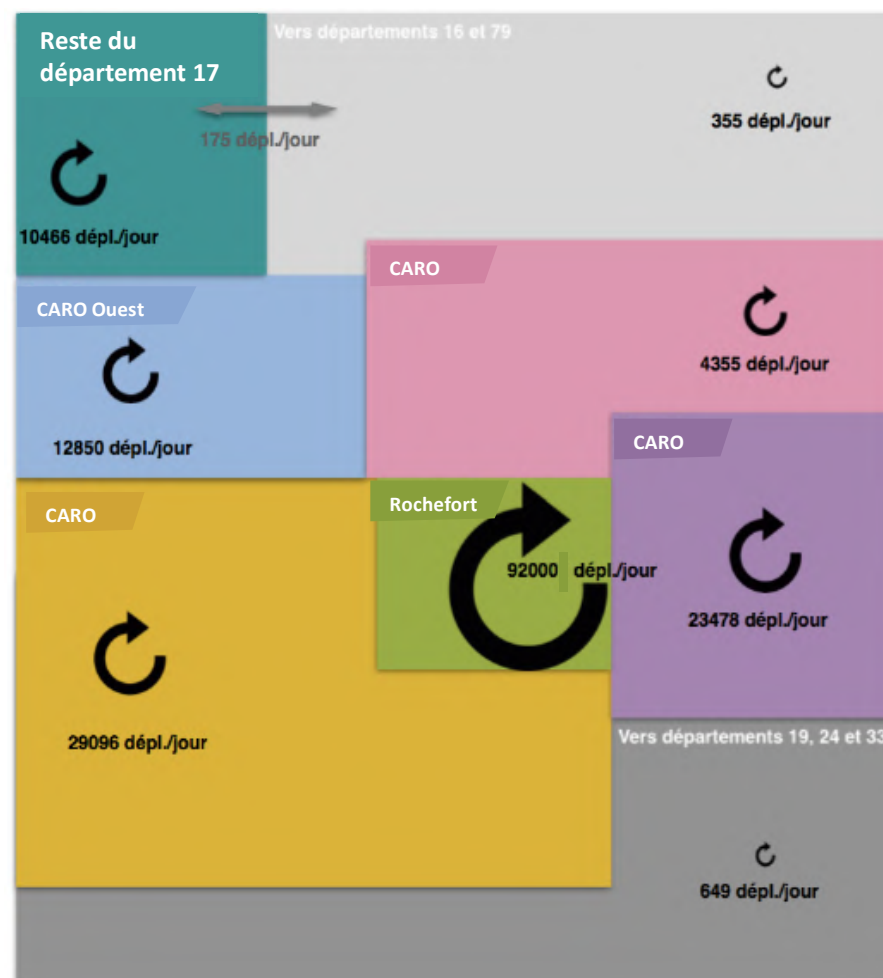 Reste du
département 17
Vers départements 16 et 79
355 dépl./jour
175 dépl./jour
10466 dépl./jour
CARO
CARO Ouest
4355 dépl./jour
12850 dépl./jour
CARO
CARO
Rochefort
92000 dépl./jour
23478 dépl./jour
29096 dépl./jour
Vers départements 19, 24 et 33
649 dépl./jour